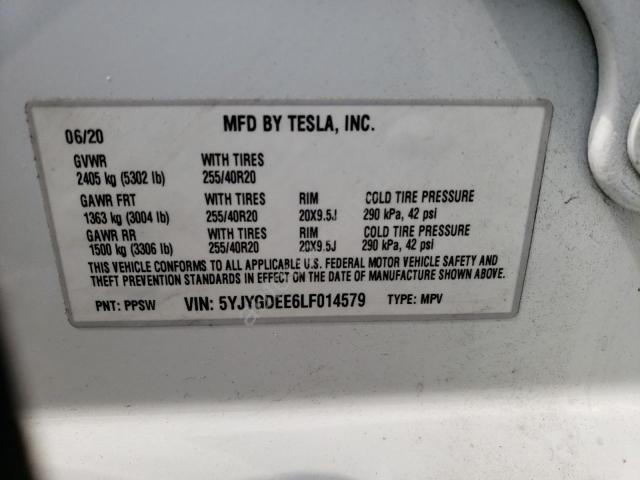 06/20 MFD BY TESLA, INC.
GVWR WITH TIRES
2405 kg (5302 lb) 255/40R20
GAWR FRT WITH TIRES RIM COLD TIRE PRESSURE
1363 kg (3004 lb) 255/40R20 20X9.5J 290 kPa, 42 psi
GAWR RR WITH TIRES RIM COLD TIRE PRESSURE
1500 kg (3306 lb) 255/40R20 20X9.5J 290 kPa, 42 psi
THIS VEHICLE CONFORMS TO ALL APPLICABLE U.S. FEDERAL MOTOR VEHICLE SAFETY AND
THEFT PREVENTION STANDARDS IN EFFECT ON THE DATE OF MANUFACTURE SHOWN ABOVE.
PNT: PPSW VIN: 5YJYGDEE6LF014579 TYPE: MPV